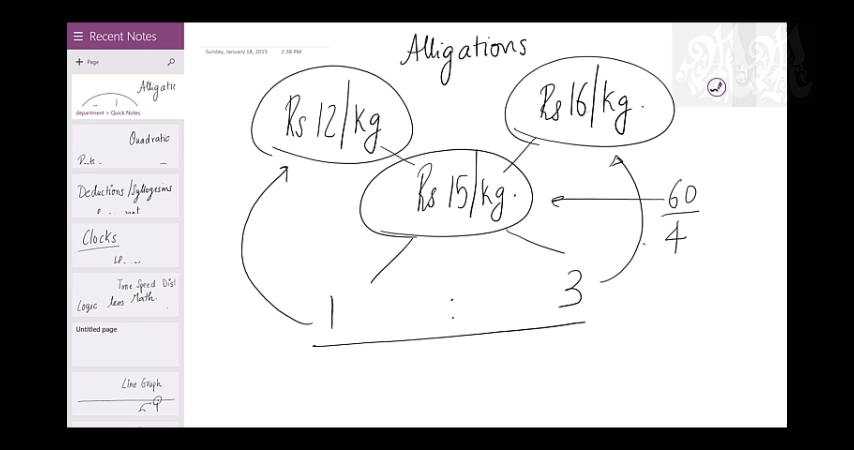 Recent Notes
+ Page
Alligatic
department > Quick Notes
Quadratic
Deductions / Syllogesms
Clocks
Time Speed Dis!
Logic less Math.
Untitled page
Line Graph
Sunday, January 18, 2015 2:38 PM
Alligations
Rs 12/kg
Rs 16/kg.
Rs 15/kg.
60
4
1 : 3